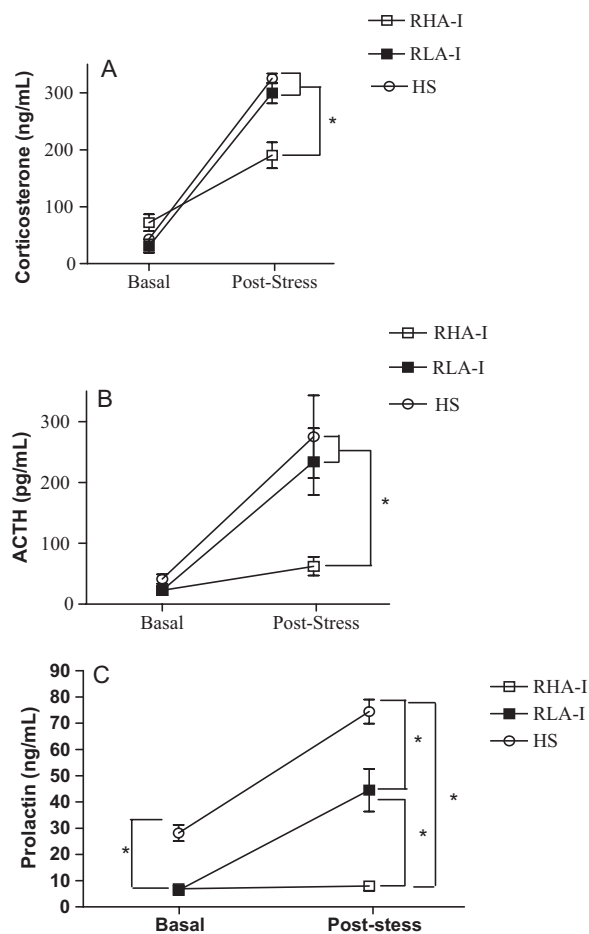 RHA-I
RLA-I
HS
A
Corticosterone (ng/mL)
300
200
100
0
*
Basal Post-Stress
RHA-I
RLA-I
HS
B
ACTH (pg/mL)
300
200
100
0
*
Basal Post-Stress
C
Prolactin (ng/mL)
90
80
70
60
50
40
30
20
10
0
RHA-I
RLA-I
HS
*
*
*
*
Basal Post-stess